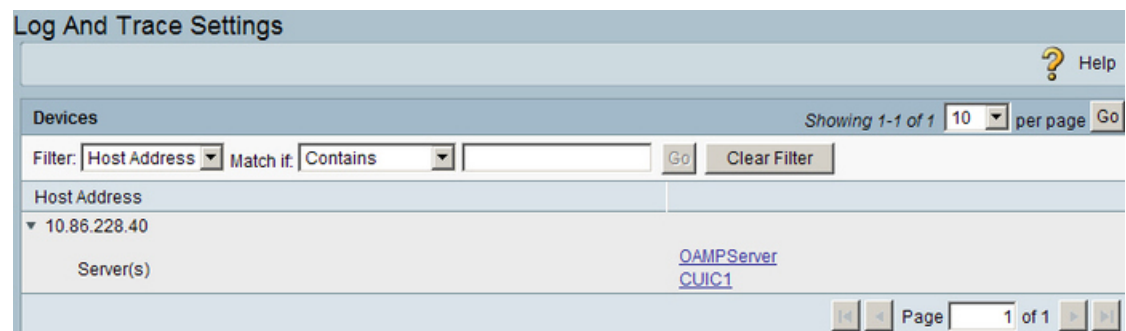 Log And Trace Settings
Help
Devices Showing 1-1 of 1 10 per page Go
Filter: Host Address Match if: Contains Go Clear Filter
Host Address
10.86.228.40
OAMPServer
Server(s)
CUIC1
Page 1 of 1